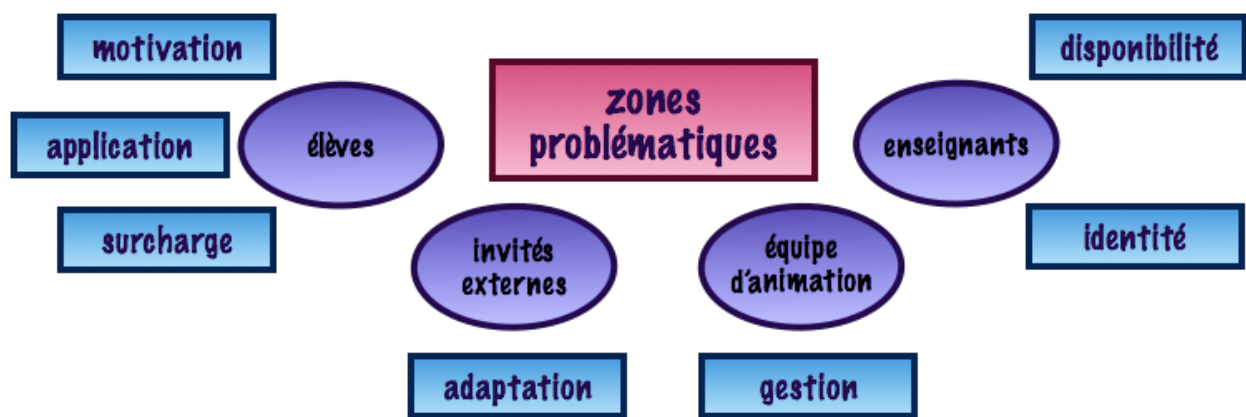 motivation
disponibilité
zones
problématiques
application
élèves
enseignants
surcharge
identité
invités
externes
équipe
d'animation
adaptation
gestion